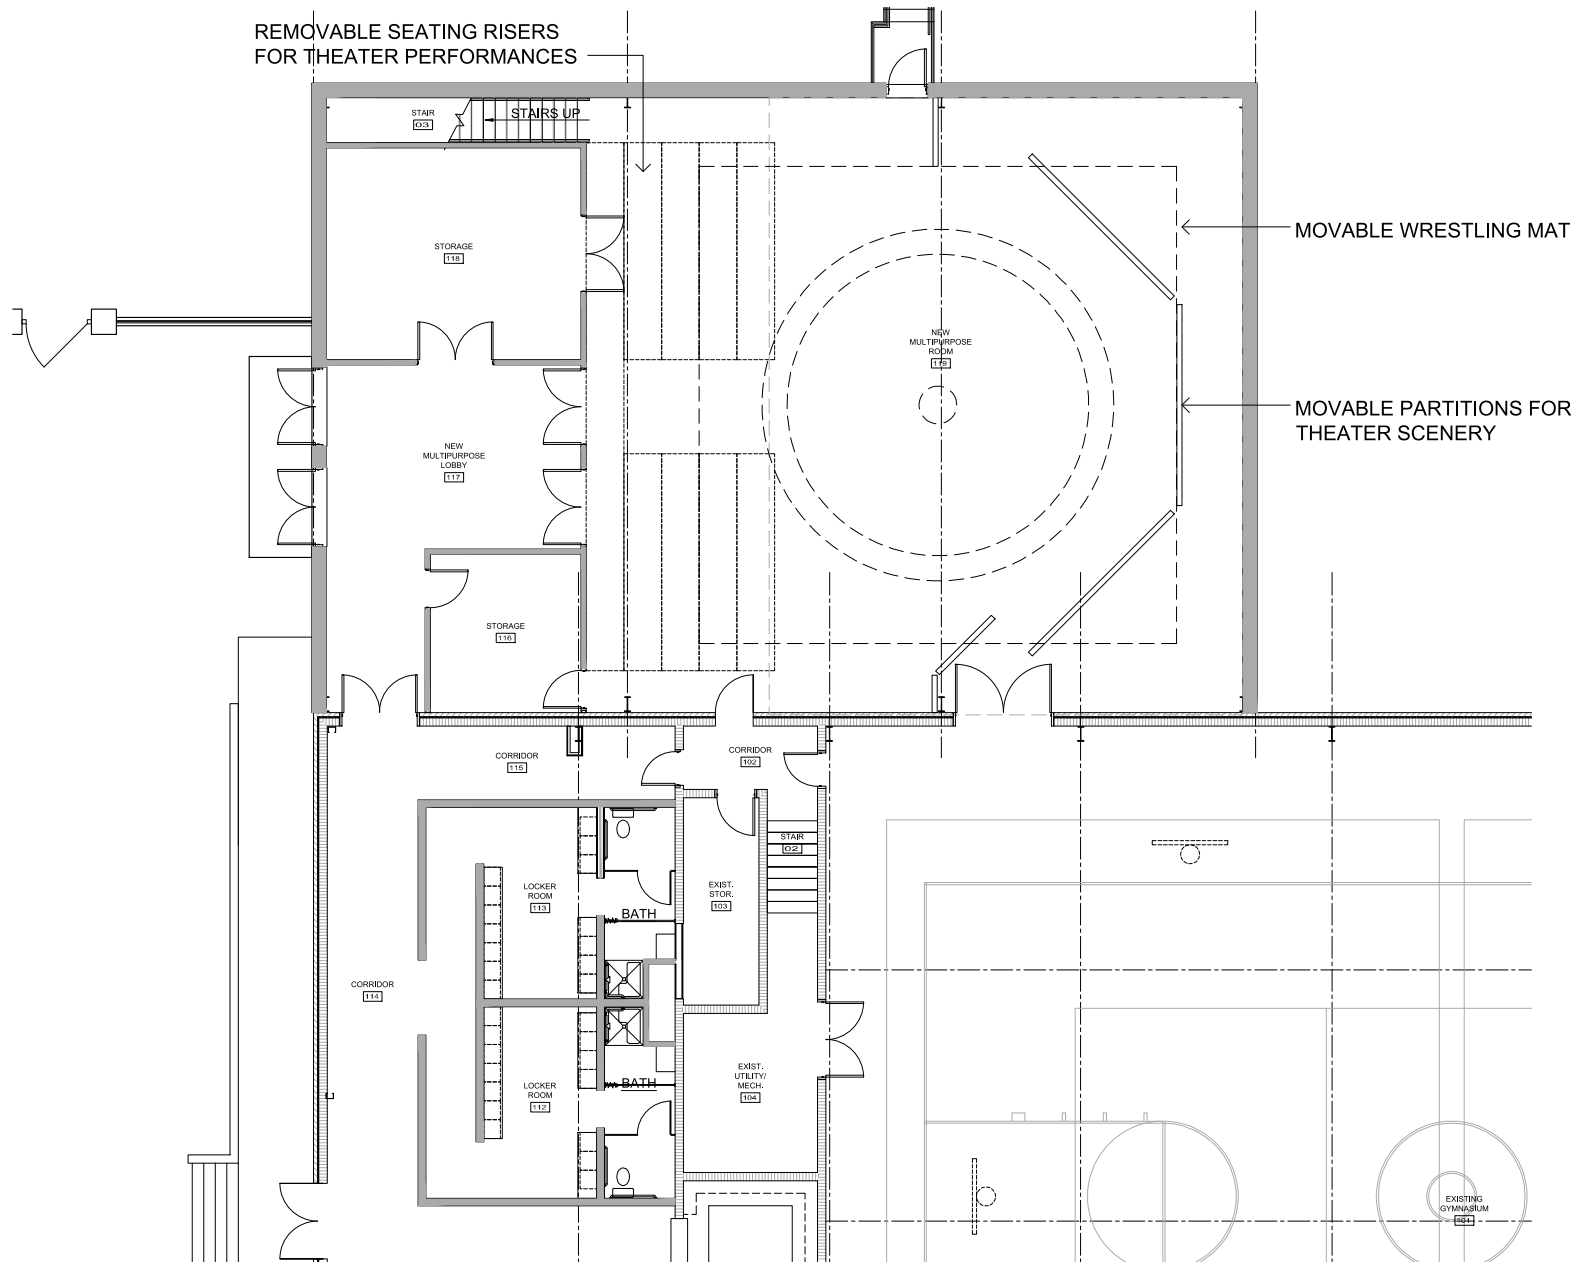 REMOVABLE SEATING RISERS
FOR THEATER PERFORMANCES
STAIR
03
STAIRS UP
STORAGE
118
MOVABLE WRESTLING MAT
NEW
MULTIPURPOSE
ROOM
119
MOVABLE PARTITIONS FOR
THEATER SCENERY
NEW
MULTIPURPOSE
LOBBY
117
STORAGE
116
CORRIDOR
115
CORRIDOR
102
STAIR
02
LOCKER
ROOM
113
BATH
EXIST.
STOR.
103
CORRIDOR
114
LOCKER
ROOM
112
BATH
EXIST.
UTILITY/
MECH.
104
EXISTING
GYMNASIUM
101